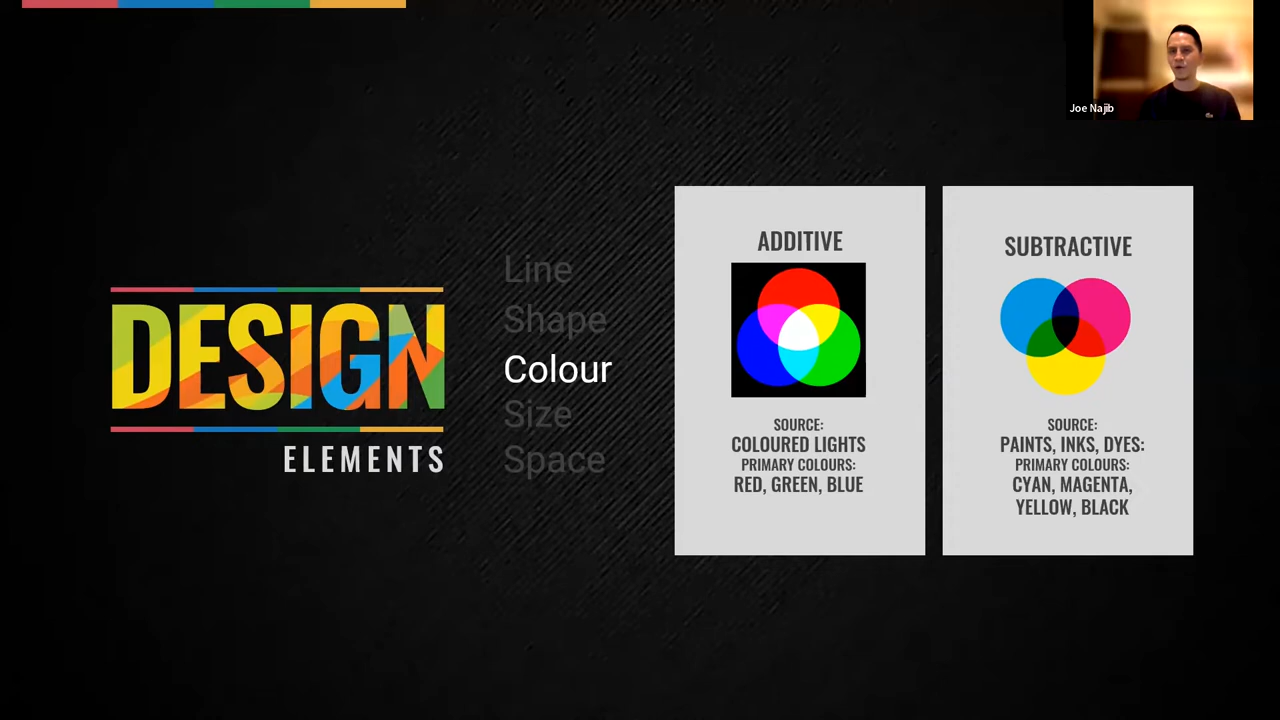 Joe Najib
DESIGN
ELEMENTS
Line
Shape
Colour
Size
Space
ADDITIVE
SOURCE:
COLOURED LIGHTS
PRIMARY COLOURS:
RED, GREEN, BLUE
SUBTRACTIVE
SOURCE:
PAINTS, INKS, DYES:
PRIMARY COLOURS:
CYAN, MAGENTA,
YELLOW, BLACK